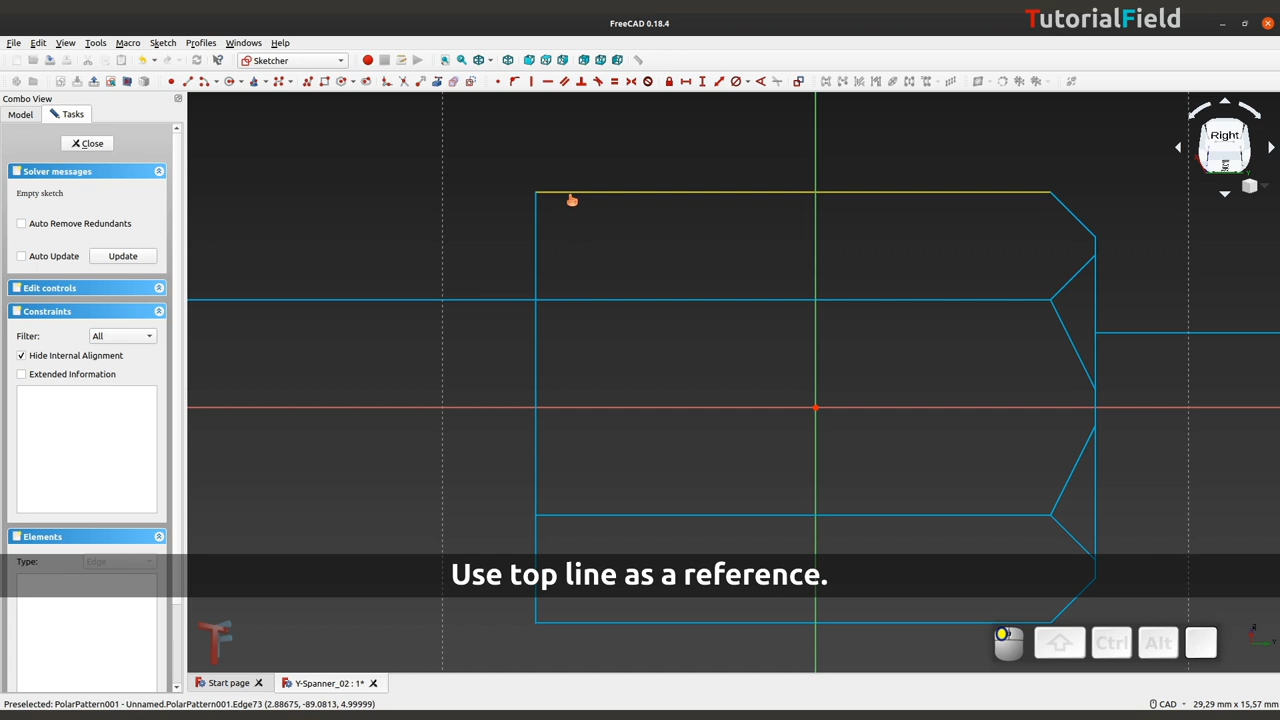 FreeCAD 0.18.4
TutorialField
File Edit View Tools Macro Sketch Profiles Windows Help
Sketcher
Combo View
Model Tasks
Close
Solver messages
Empty sketch
Auto Remove Redundants
Auto Update Update
Edit controls
Constraints
Filter: All
Hide Internal Alignment
Extended Information
Elements
Type: Edge
Right
Use top line as a reference.
Ctrl Alt
Start page Y-Spanner_02 : 1*
Preselected: PolarPattern001 - Unnamed.PolarPattern001.Edge73 (2.88675, -89.0813, 4.99999)
CAD 29,29 mm x 15,57 mm